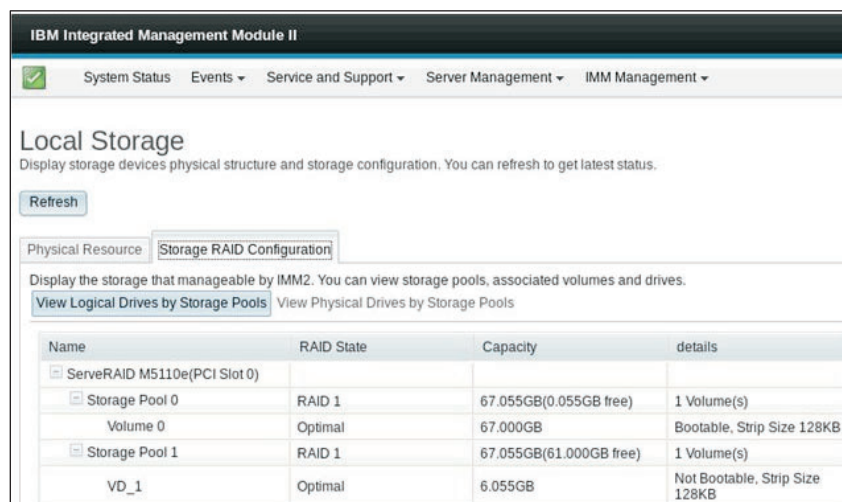 IBM Integrated Management Module II
System Status Events Service and Support Server Management IMM Management
Local Storage
Display storage devices physical structure and storage configuration. You can refresh to get latest status.
Refresh
Physical Resource Storage RAID Configuration
Display the storage that manageable by IMM2. You can view storage pools, associated volumes and drives.
View Logical Drives by Storage Pools View Physical Drives by Storage Pools
Name RAID State Capacity details
ServeRAID M5110e(PCI Slot 0)
Storage Pool 0 RAID 1 67.055GB(0.055GB free) 1 Volume(s)
Volume 0 Optimal 67.000GB Bootable, Strip Size 128KB
Storage Pool 1 RAID 1 67.055GB(61.000GB free) 1 Volume(s)
VD_1 Optimal 6.055GB Not Bootable, Strip Size
128KB